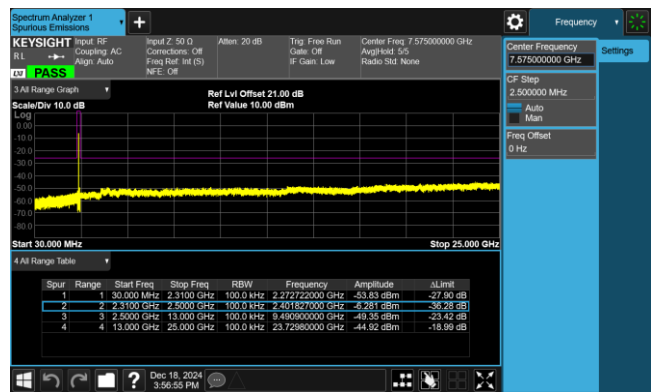 Spectrum Analyzer 1
Spurious Emissions
Frequency
KEYSIGHT Input: RF Input Z: 50 Ω Atten: 20 dB Trig: Free Run Center Freq: 7.575000000 GHz
R L Coupling: AC Corrections: Off Gate: Off Avg|Hold: 5/5
Align: Auto Freq Ref: Int (S) IF Gain: Low Radio Std: None
LXI PASS NFE: Off
Center Frequency
7.575000000 GHz
Settings
CF Step
2.500000 MHz
Auto
Man
Freq Offset
0 Hz
3 All Range Graph
Ref Lvl Offset 21.00 dB
Scale/Div 10.0 dB Ref Value 10.00 dBm
Log
0.00
-10.0
-20.0
-30.0
-40.0
-50.0
-60.0
-70.0
-80.0
Start 30.000 MHz Stop 25.000 GHz
4 All Range Table
Spur Range Start Freq Stop Freq RBW Frequency Amplitude ΔLimit
1 1 30.000 MHz 2.3100 GHz 100.0 kHz 2.272722000 GHz -53.83 dBm -27.90 dB
2 2 2.3100 GHz 2.5000 GHz 100.0 kHz 2.401827000 GHz -6.281 dBm -36.28 dB
3 3 2.5000 GHz 13.000 GHz 100.0 kHz 9.490900000 GHz -49.35 dBm -23.42 dB
4 4 13.000 GHz 25.000 GHz 100.0 kHz 23.72980000 GHz -44.92 dBm -18.99 dB
? Dec 18, 2024
3:56:55 PM